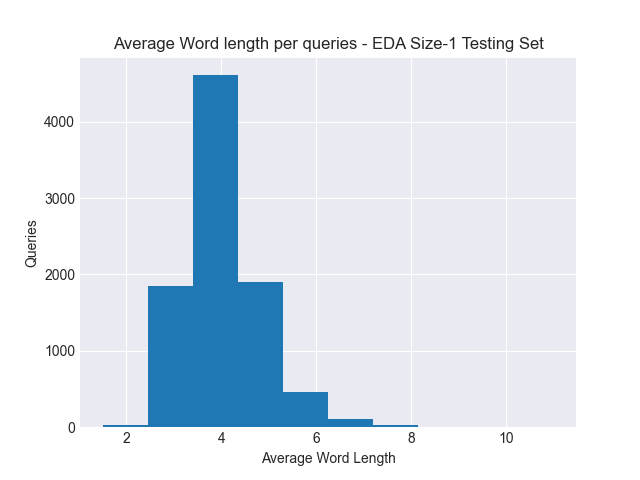 Average Word length per queries - EDA Size-1 Testing Set
4000
3000
2000
1000
0
Queries
2 4 6 8 10
Average Word Length